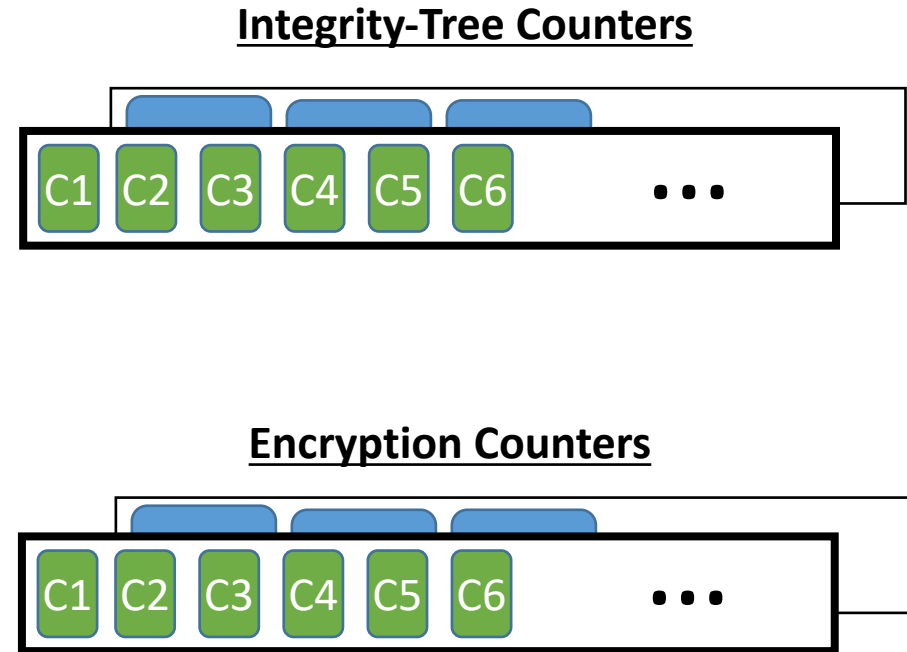 Integrity-Tree Counters
C1 C2 C3 C4 C5 C6 ...
Encryption Counters
C1 C2 C3 C4 C5 C6 ...